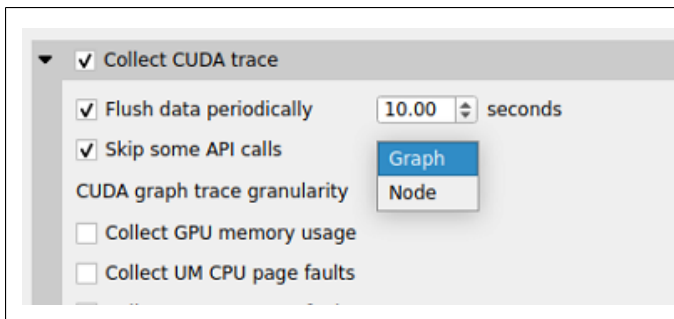 Collect CUDA trace
Flush data periodically 10.00 seconds
Skip some API calls
Graph
CUDA graph trace granularity Node
Collect GPU memory usage
Collect UM CPU page faults